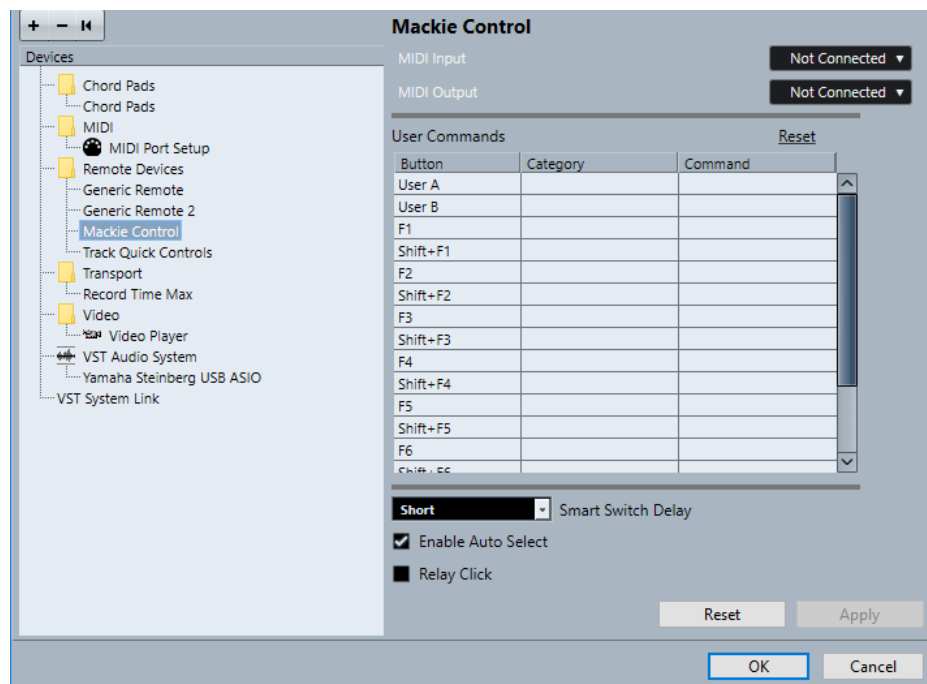 Mackie Control
Devices
MIDI Input Not Connected
MIDI Output Not Connected
Chord Pads
Chord Pads
MIDI
MIDI Port Setup
Remote Devices
Generic Remote
Generic Remote 2
Mackie Control
Track Quick Controls
Transport
Record Time Max
Video
Video Player
VST Audio System
Yamaha Steinberg USB ASIO
VST System Link
User Commands Reset
Button Category Command
User A
User B
F1
Shift+F1
F2
Shift+F2
F3
Shift+F3
F4
Shift+F4
F5
Shift+F5
F6
Shift+F6
Short Smart Switch Delay
Enable Auto Select
Relay Click
Reset Apply
OK Cancel